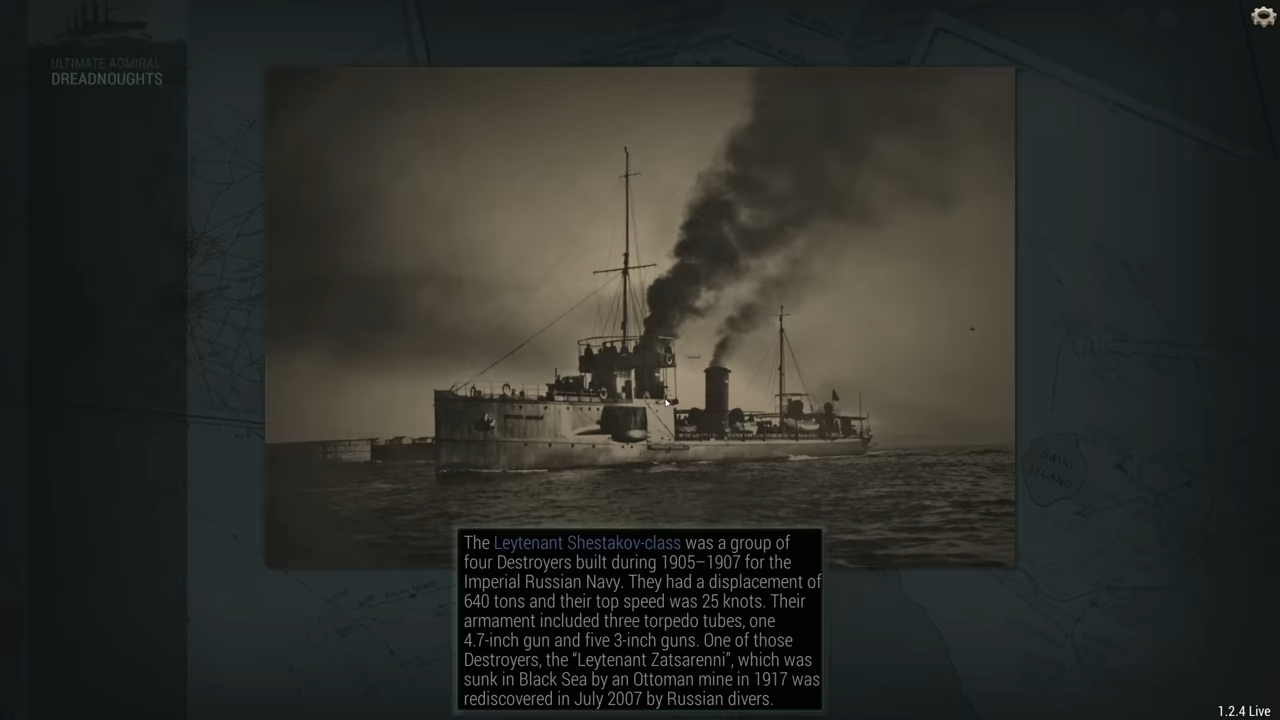 ULTIMATE ADMIRAL
DREADNOUGHTS
The Leytenant Shestakov-class was a group of
four Destroyers built during 1905–1907 for the
Imperial Russian Navy. They had a displacement of
640 tons and their top speed was 25 knots. Their
armament included three torpedo tubes, one
4.7-inch gun and five 3-inch guns. One of those
Destroyers, the “Leytenant Zatsarenni”, which was
sunk in Black Sea by an Ottoman mine in 1917 was
rediscovered in July 2007 by Russian divers.
1.2.4 Live